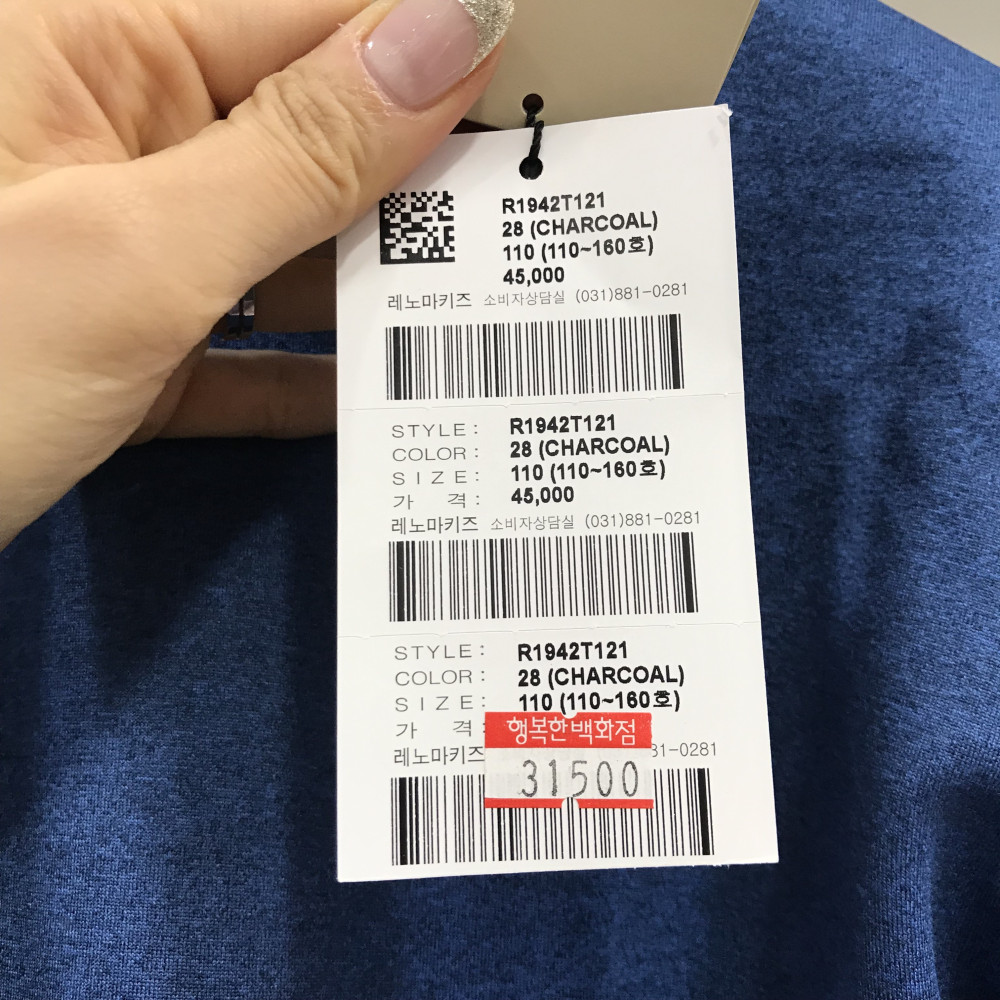 R1942T121
28 (CHARCOAL)
110 (110~160호)
45,000
레노마키즈 소비자상담실 (031)881-0281
STYLE: R1942T121
COLOR: 28 (CHARCOAL)
SIZE: 110 (110~160호)
가 격: 45,000
레노마키즈 소비자상담실 (031)881-0281
STYLE: R1942T121
COLOR: 28 (CHARCOAL)
SIZE: 110 (110~160호)
가 격:
행복한백화점
레노마키즈 31-0281
31500